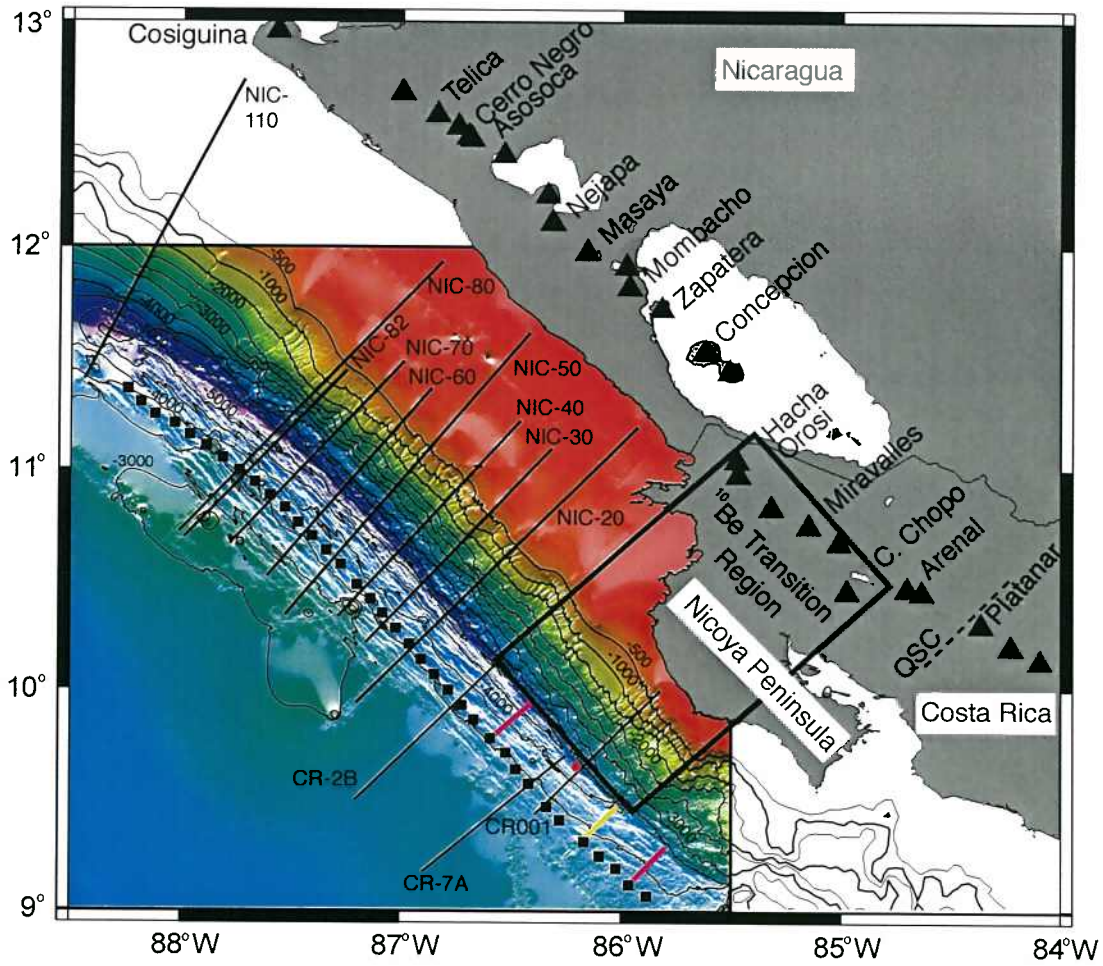 13°
Cosiguina
Nicaragua
Telica
Cerro Negro
Asosoca
NIC-
110
Nejapa
Masaya
12°
Mombacho
Zapatera
Concepcion
-500
-1000
-2000
-3000
-4000
-5000
NIC-80
NIC-82
NIC-70
NIC-60
NIC-50
NIC-40
NIC-30
NIC-20
-4000
-3000
11°
Hacha
Orosi
Miravalles
C. Chopo
Arenal
Platanar
QSC
10Be Transition
Region
Nicoya Peninsula
Costa Rica
-500
-1000
-4000
10°
CR-2B
CR001
CR-7A
9°
88°W
87°W
86°W
85°W
84°W